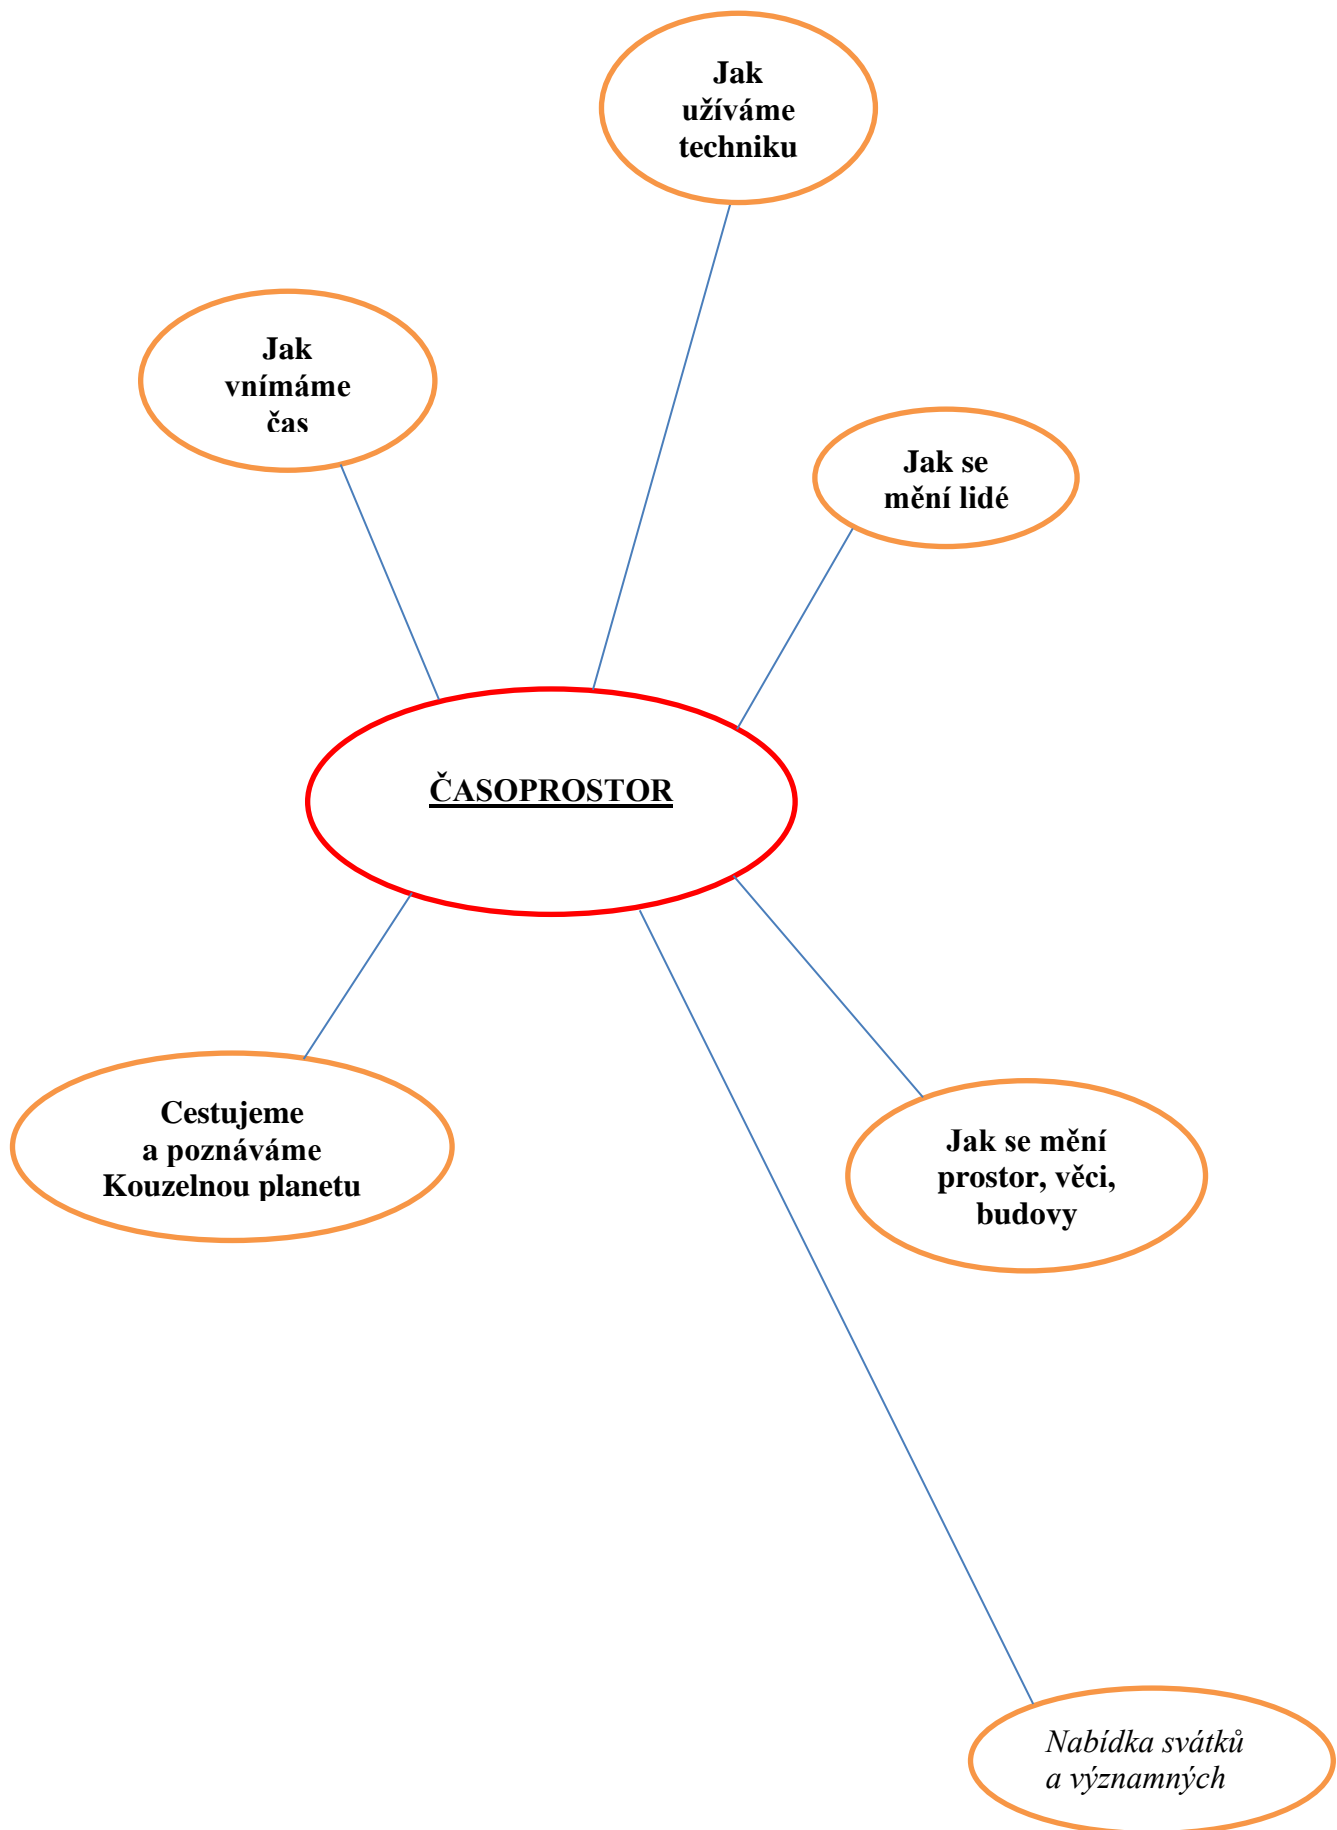 Jak
užíváme
techniku
Jak
vnímáme
čas
Jak se
mění lidé
ČASOPROSTOR
Cestujeme
a poznáváme
Kouzelnou planetu
Jak se mění
prostor, věci,
budovy
Nabídka svátků
a významných